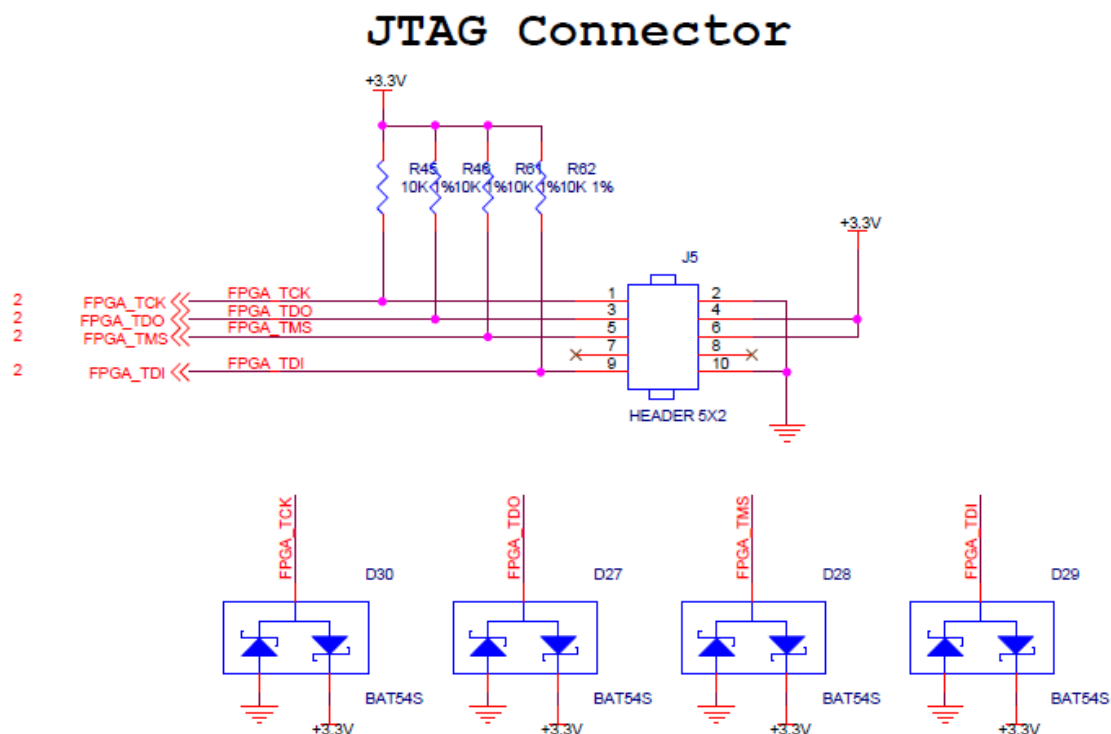 JTAG Connector
+3.3V
R45 R46 R61 R62
10K 1% 10K 1% 10K 1% 10K 1%
+3.3V
J5
2 FPGA_TCK FPGA_TCK 1 2
2 FPGA_TDO FPGA_TDO 3 4
2 FPGA_TMS FPGA_TMS 5 6
7 8
2 FPGA_TDI FPGA_TDI 9 10
HEADER 5X2
FPGA_TCK FPGA_TDO FPGA_TMS FPGA_TDI
D30 D27 D28 D29
BAT54S BAT54S BAT54S BAT54S
+3.3V +3.3V +3.3V +3.3V